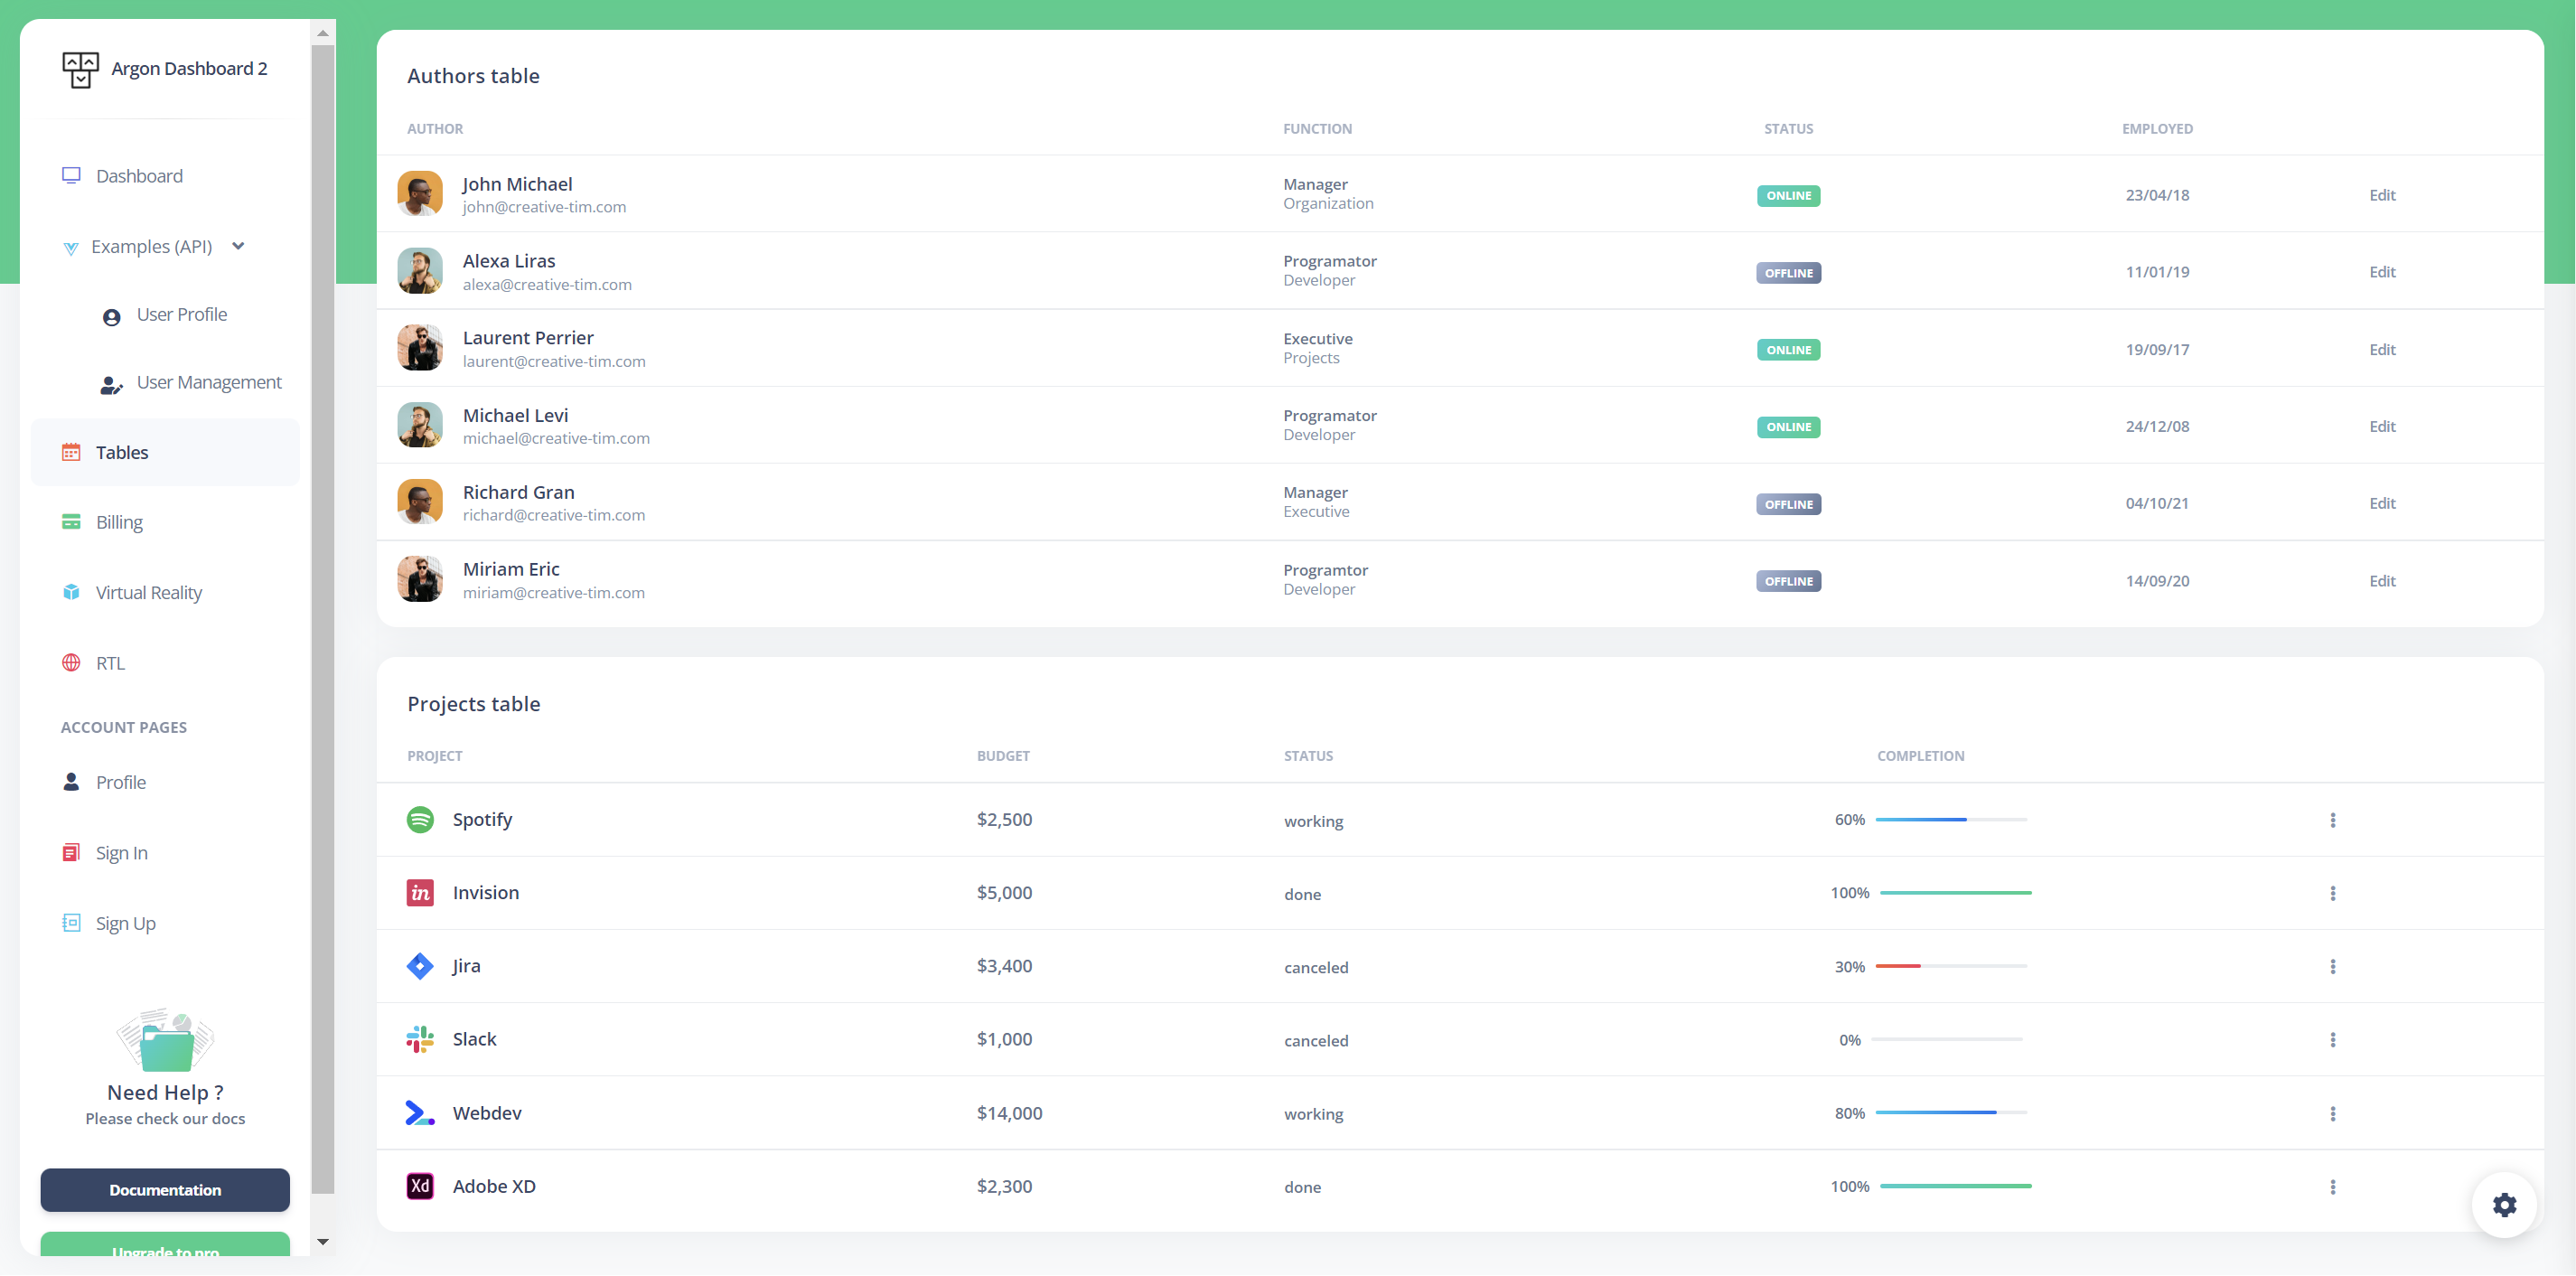 Argon Dashboard 2
Dashboard
Examples (API)
User Profile
User Management
Tables
Billing
Virtual Reality
RTL
ACCOUNT PAGES
Profile
Sign In
Sign Up
Need Help ?
Please check our docs
Documentation
Upgrade to pro
Authors table
AUTHOR FUNCTION STATUS EMPLOYED
John Michael
john@creative-tim.com
Manager
Organization
ONLINE
23/04/18
Edit
Alexa Liras
alexa@creative-tim.com
Programator
Developer
OFFLINE
11/01/19
Edit
Laurent Perrier
laurent@creative-tim.com
Executive
Projects
ONLINE
19/09/17
Edit
Michael Levi
michael@creative-tim.com
Programator
Developer
ONLINE
24/12/08
Edit
Richard Gran
richard@creative-tim.com
Manager
Executive
OFFLINE
04/10/21
Edit
Miriam Eric
miriam@creative-tim.com
Programtor
Developer
OFFLINE
14/09/20
Edit
Projects table
PROJECT BUDGET STATUS COMPLETION
Spotify $2,500 working 60%
in
Invision $5,000 done 100%
Jira $3,400 canceled 30%
Slack $1,000 canceled 0%
Webdev $14,000 working 80%
Xd
Adobe XD $2,300 done 100%